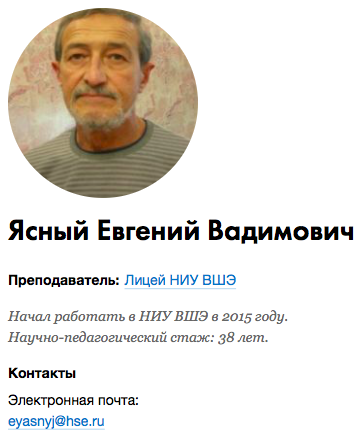 Ясный Евгений Вадимович
Преподаватель: Лицей НИУ ВШЭ
Начал работать в НИУ ВШЭ в 2015 году.
Научно-педагогический стаж: 38 лет.
Контакты
Электронная почта:
eyasnyj@hse.ru